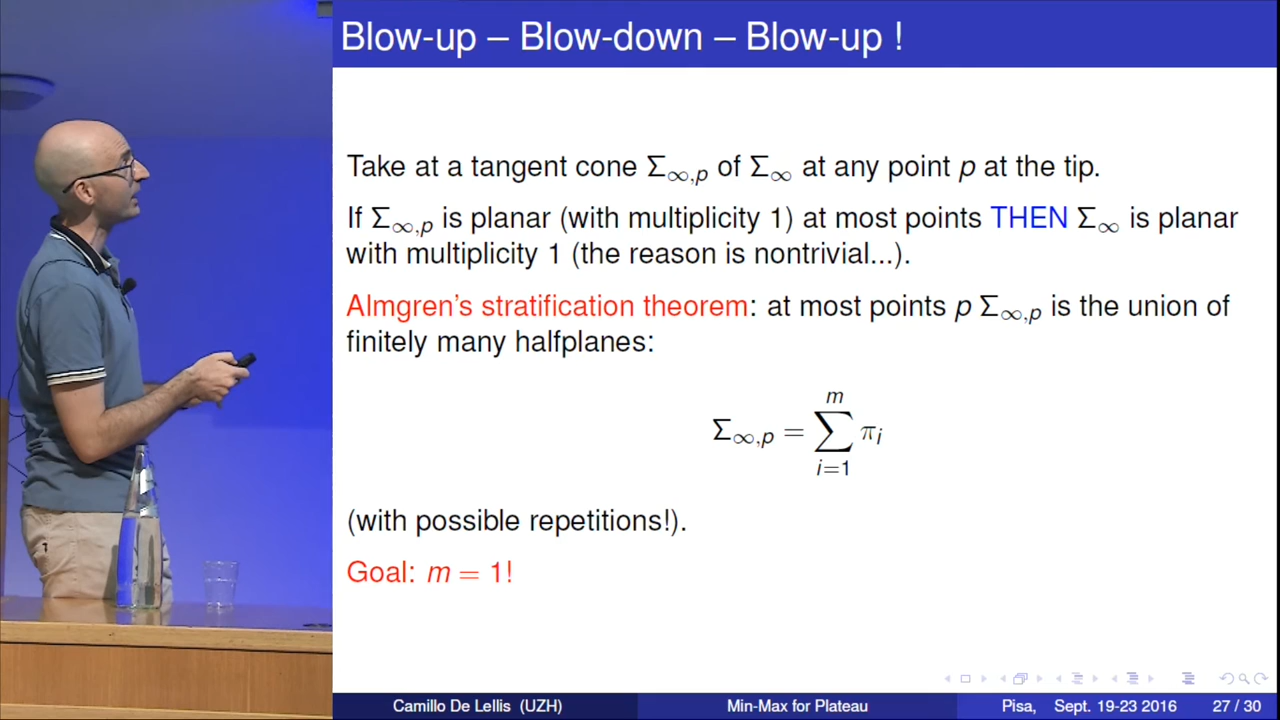 Blow-up – Blow-down – Blow-up !
Take at a tangent cone Σ∞,p of Σ∞ at any point p at the tip.
If Σ∞,p is planar (with multiplicity 1) at most points THEN Σ∞ is planar
with multiplicity 1 (the reason is nontrivial...).
Almgren's stratification theorem: at most points p Σ∞,p is the union of
finitely many halfplanes:
m
Σ∞,p = ∑ πi
i=1
(with possible repetitions!).
Goal: m = 1!
Camillo De Lellis (UZH) Min-Max for Plateau Pisa, Sept. 19-23 2016 27 / 30